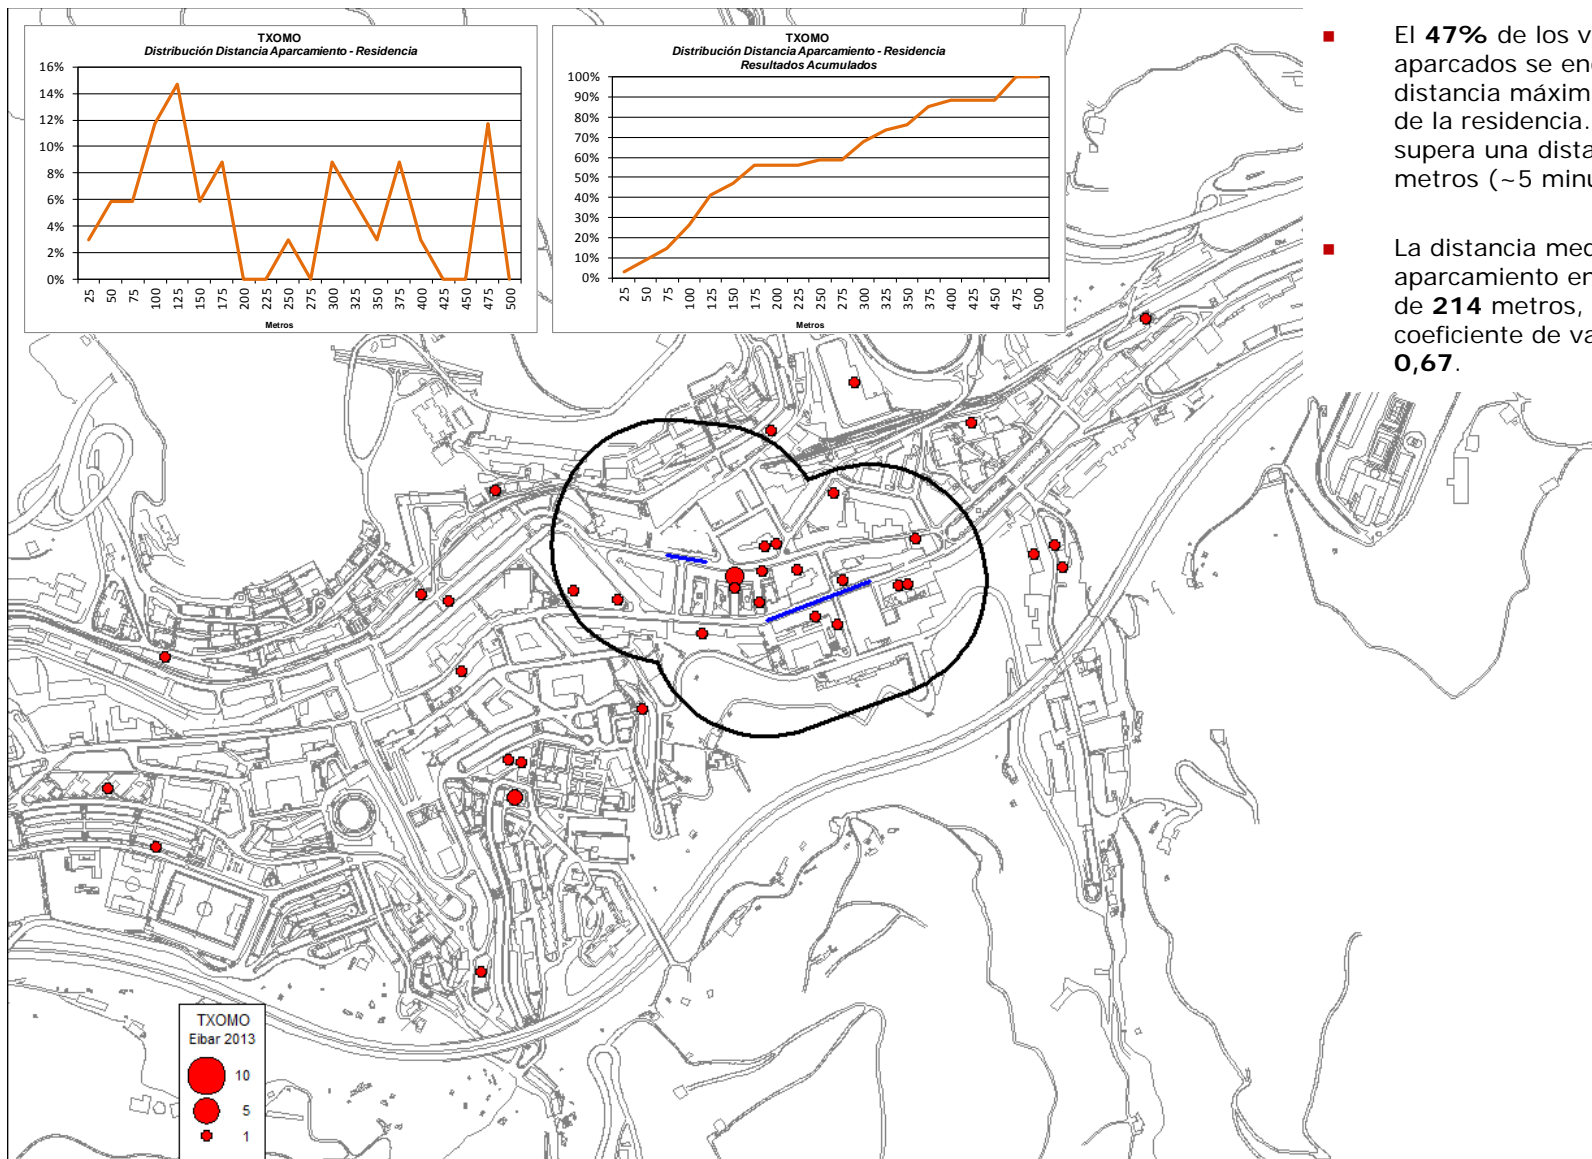 TXOMO
Distribución Distancia Aparcamiento - Residencia
16%
14%
12%
10%
8%
6%
4%
2%
0%
25 50 75 100 125 150 175 200 225 250 275 300 325 350 375 400 425 450 475 500
Metros
TXOMO
Distribución Distancia Aparcamiento - Residencia
Resultados Acumulados
100%
90%
80%
70%
60%
50%
40%
30%
20%
10%
0%
25 50 75 100 125 150 175 200 225 250 275 300 325 350 375 400 425 450 475 500
Metros
El 47% de los v
aparcados se en
distancia máxim
de la residencia.
supera una dista
metros (~5 minu
La distancia med
aparcamiento en
de 214 metros,
coeficiente de va
0,67.
TXOMO
Eibar 2013
10
5
1